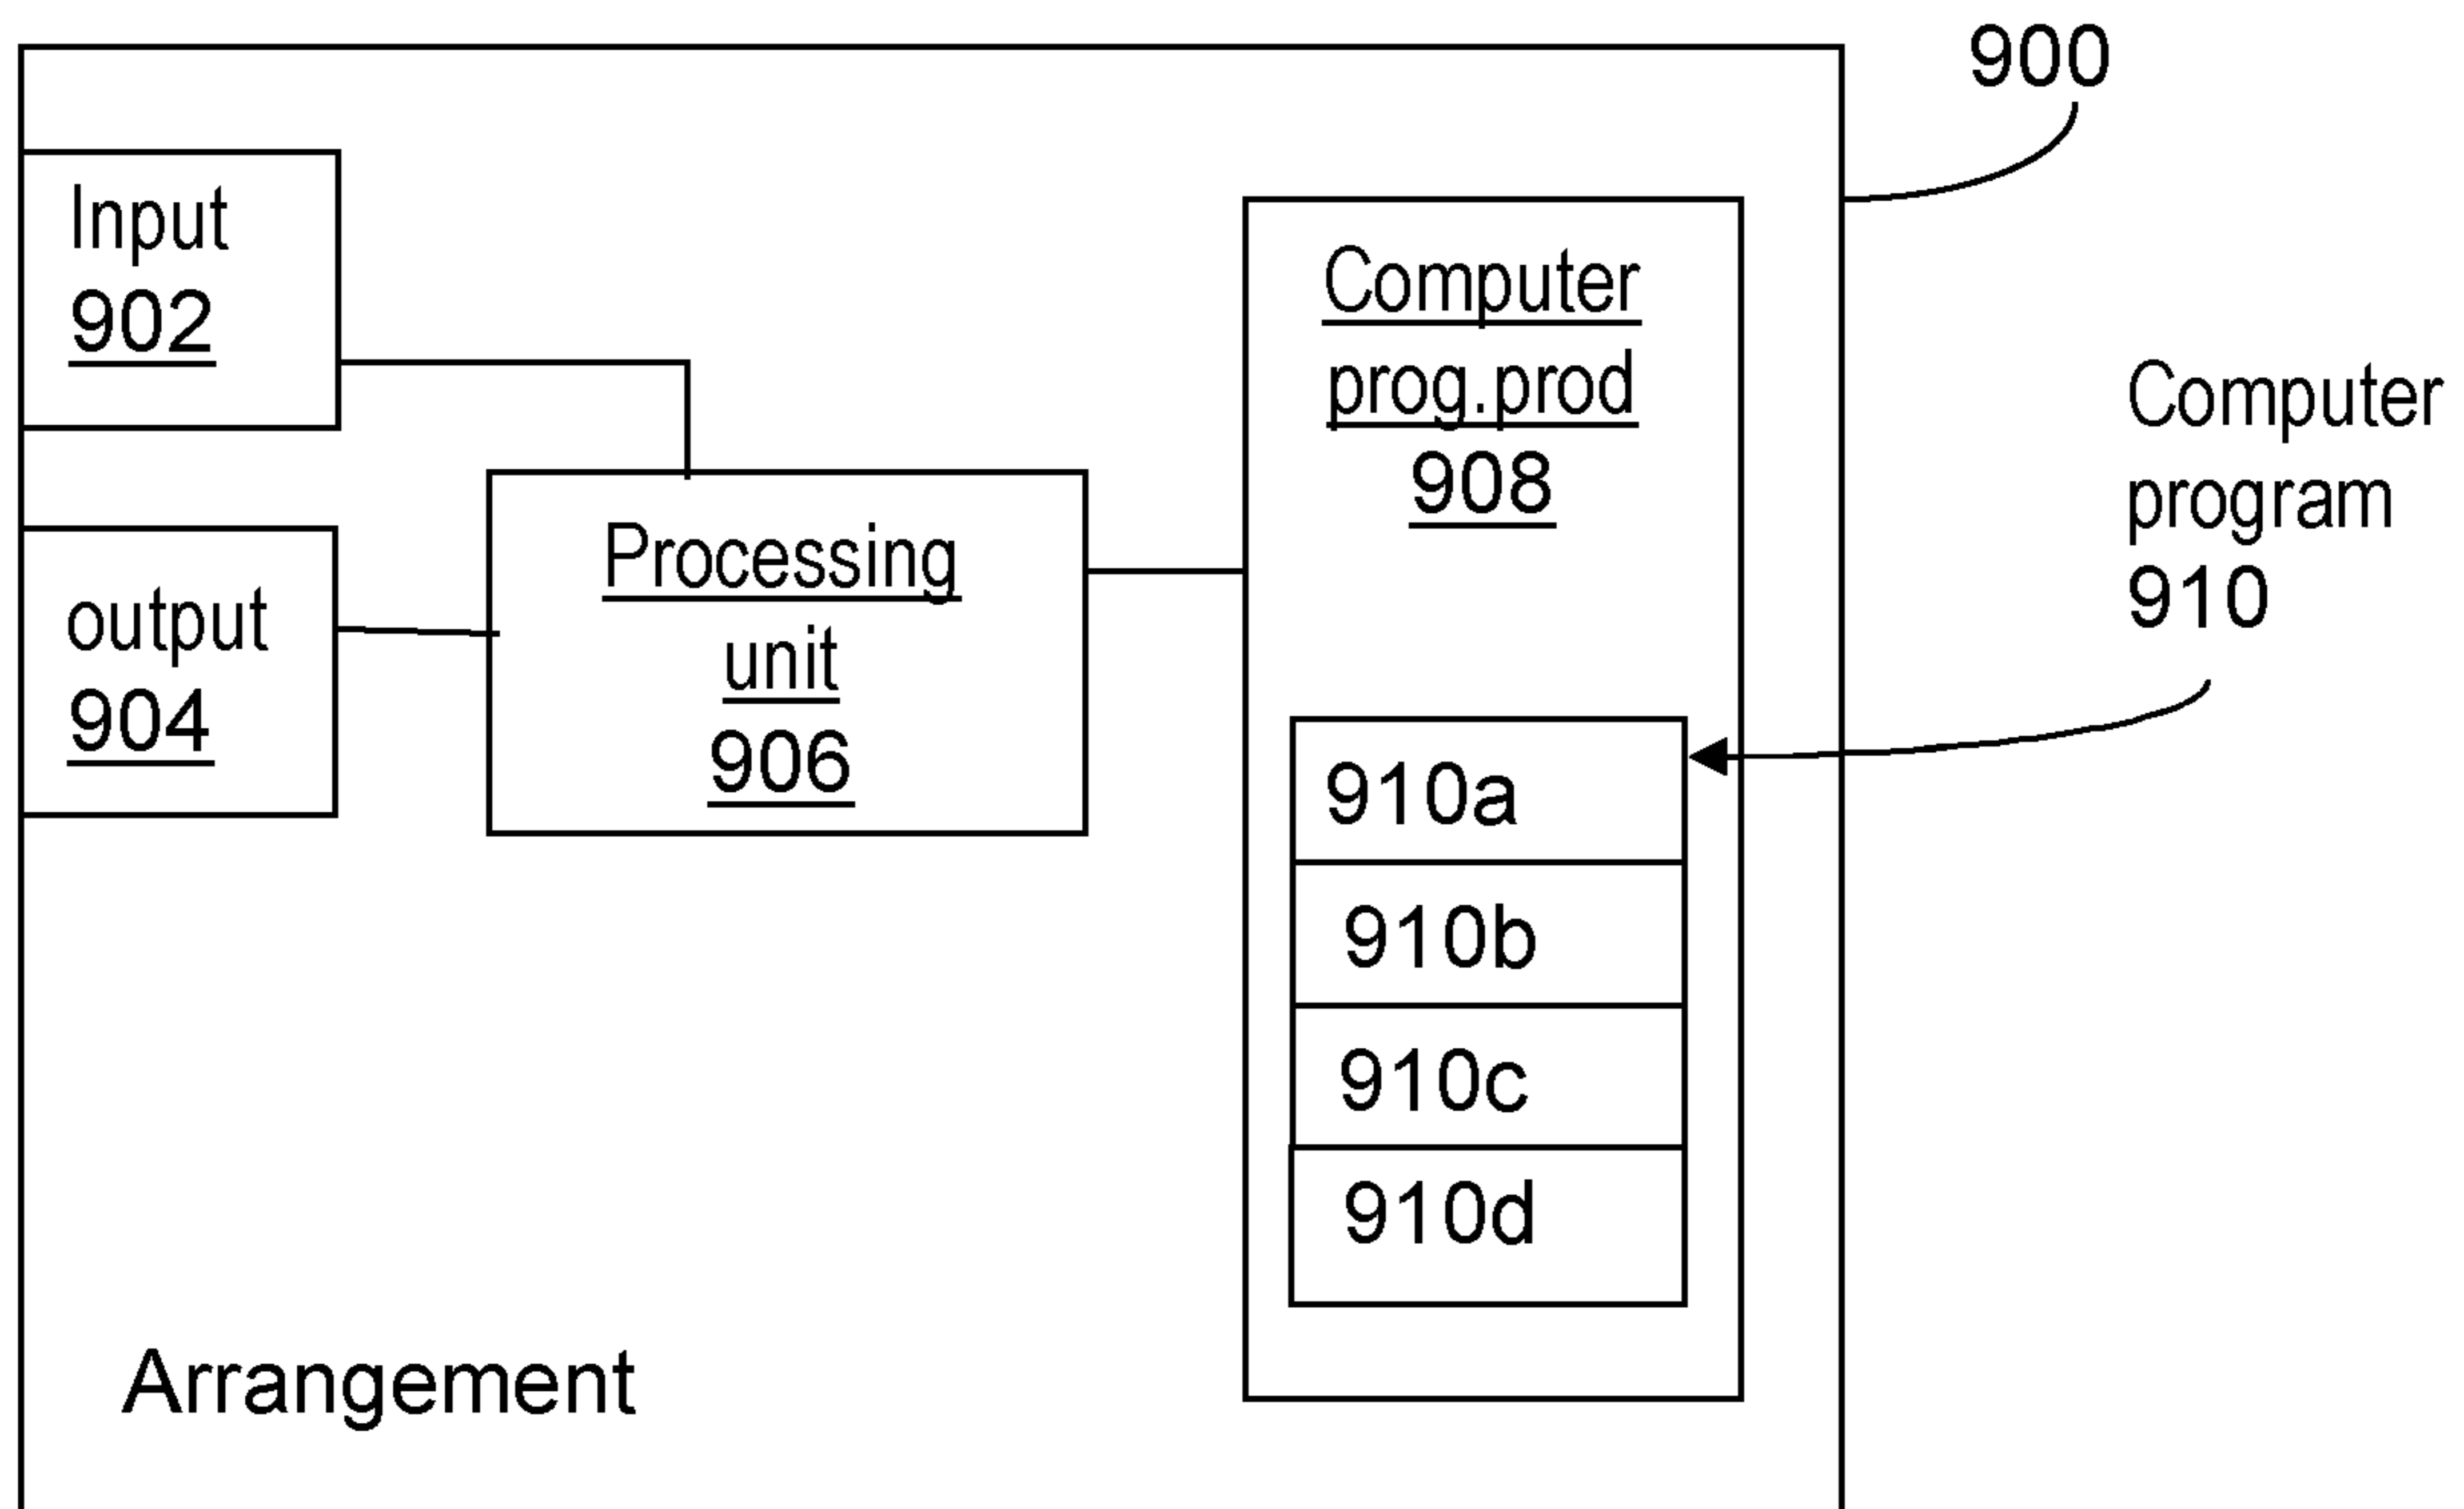 900
Input
902
Computer
prog.prod
908
Computer
program
910
output
904
Processing
unit
906
910a
910b
910c
910d
Arrangement